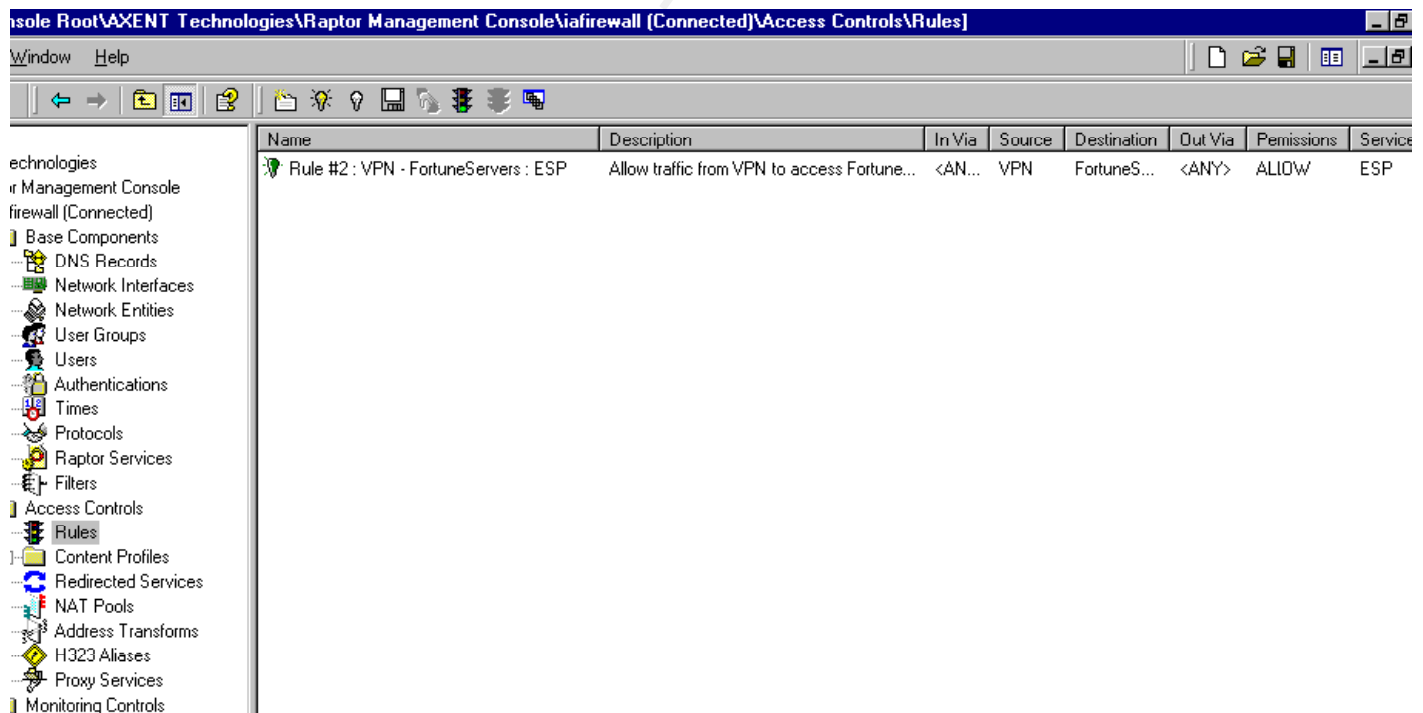 nsole Root\AXENT Technologies\Raptor Management Console\iafirewall (Connected)\Access Controls\Rules]
Window Help
Name Description In Via Source Destination Out Via Pemissions Service
Rule #2 : VPN - FortuneServers : ESP Allow traffic from VPN to access Fortune... <AN... VPN FortuneS... <ANY> ALLOW ESP
echnologies
r Management Console
firewall (Connected)
Base Components
DNS Records
Network Interfaces
Network Entities
User Groups
Users
Authentications
Times
Protocols
Raptor Services
Filters
Access Controls
Rules
Content Profiles
Redirected Services
NAT Pools
Address Transforms
H323 Aliases
Proxy Services
Monitoring Controls